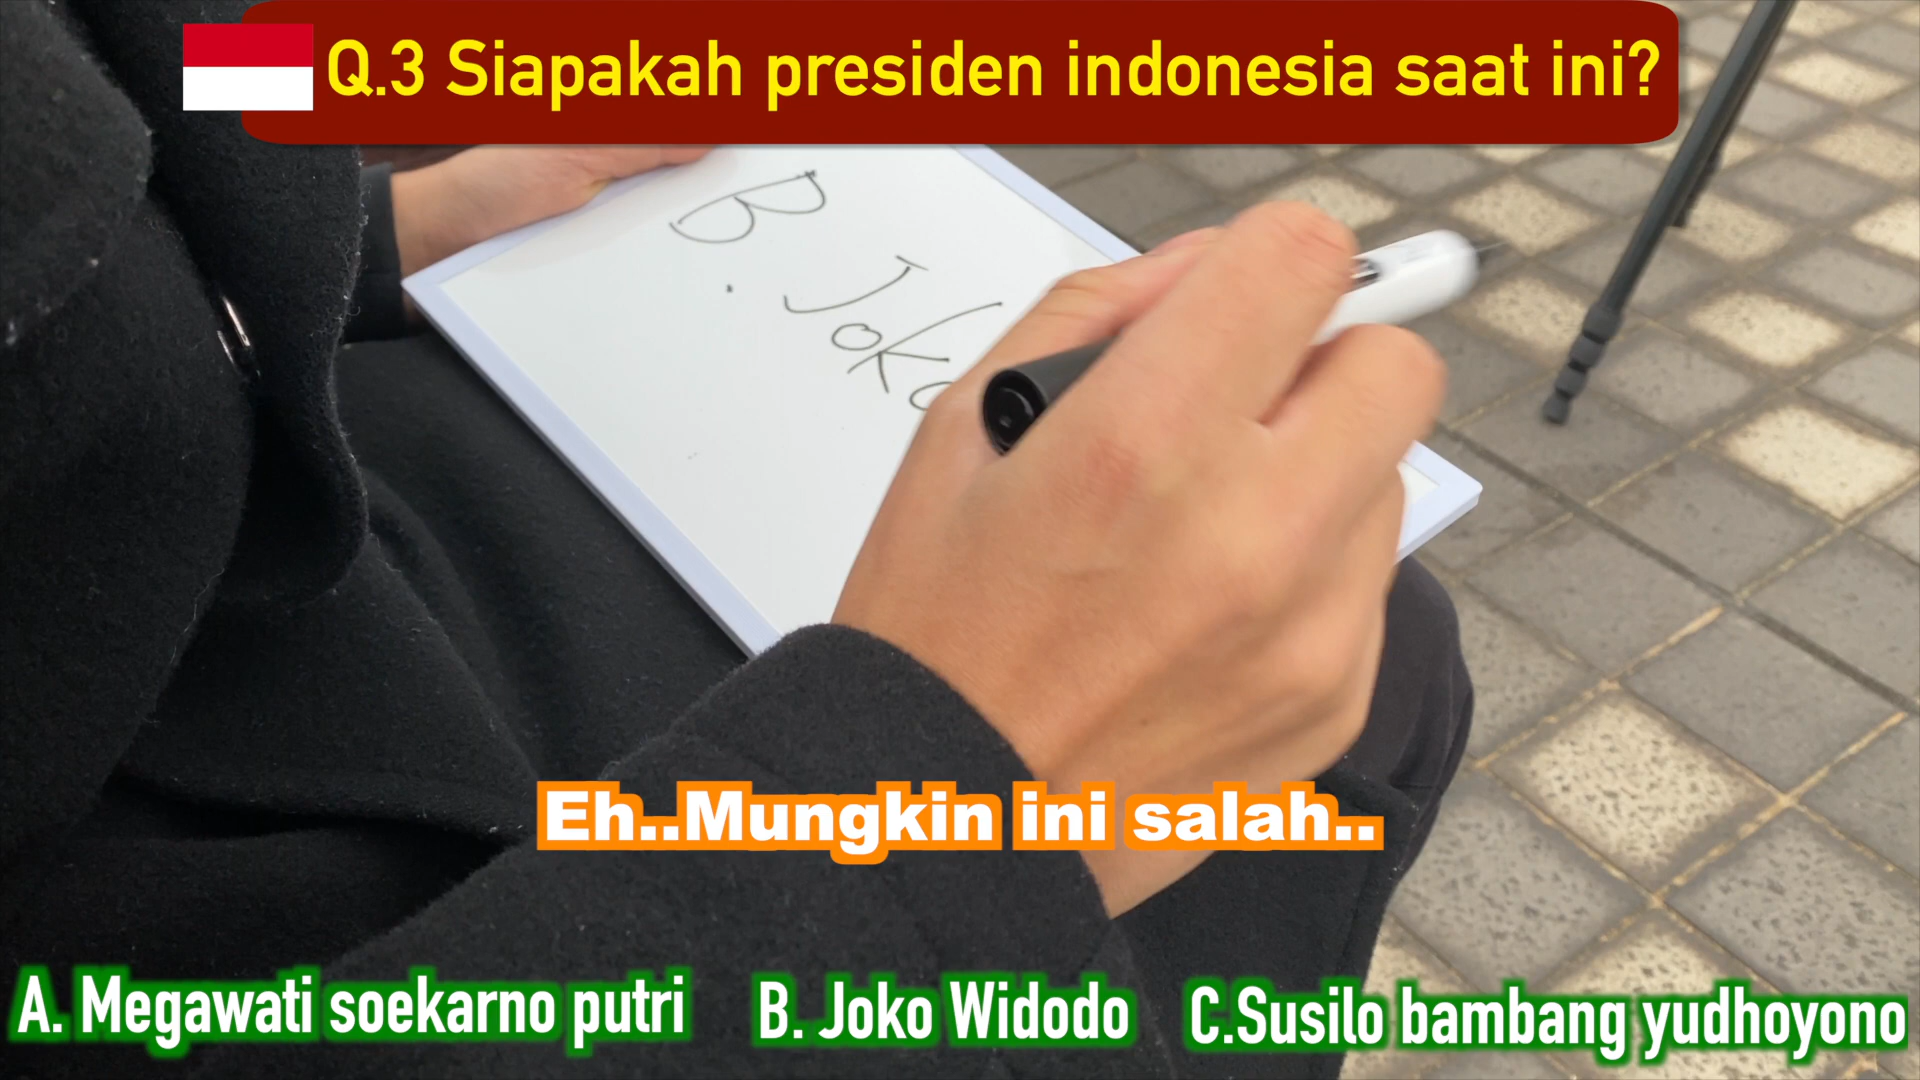 Q.3 Siapakah presiden indonesia saat ini?
B. Joko
Eh..Mungkin ini salah..
A. Megawati soekarno putri
B. Joko Widodo
C.Susilo bambang yudhoyono